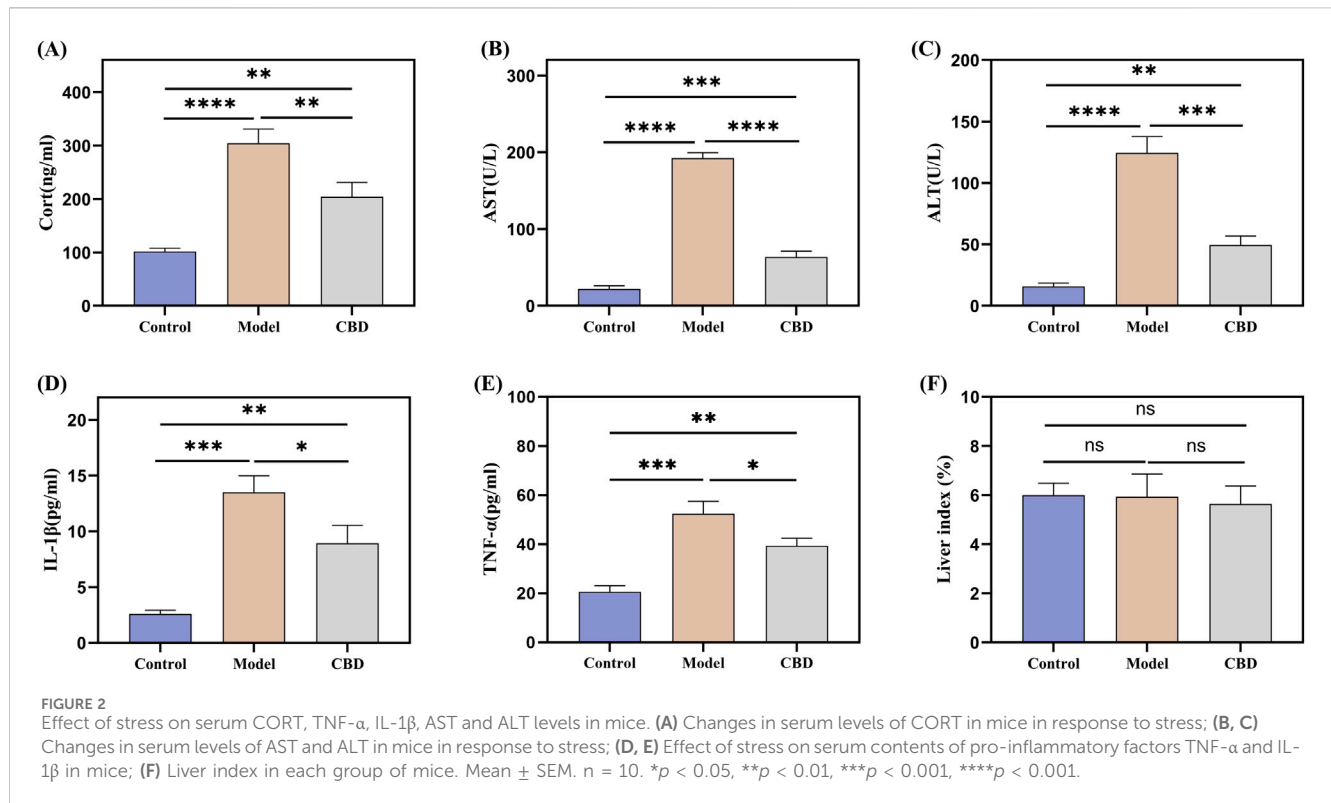 (A)
**
**** **
Cort(ng/ml)
400
300
200
100
0
Control Model CBD
(B)
***
**** ****
AST(U/L)
300
200
100
0
Control Model CBD
(C)
**
**** ***
ALT(U/L)
200
150
100
50
0
Control Model CBD
(D)
**
*** *
IL-1β(pg/ml)
20
15
10
5
0
Control Model CBD
(E)
**
*** *
TNF-α(pg/ml)
100
80
60
40
20
0
Control Model CBD
(F)
ns
ns ns
Liver index (%)
10
8
6
4
2
0
Control Model CBD
FIGURE 2
Effect of stress on serum CORT, TNF-α, IL-1β, AST and ALT levels in mice. (A) Changes in serum levels of CORT in mice in response to stress; (B, C)
Changes in serum levels of AST and ALT in mice in response to stress; (D, E) Effect of stress on serum contents of pro-inflammatory factors TNF-α and IL-
1β in mice; (F) Liver index in each group of mice. Mean ± SEM. n = 10. *p < 0.05, **p < 0.01, ***p < 0.001, ****p < 0.001.